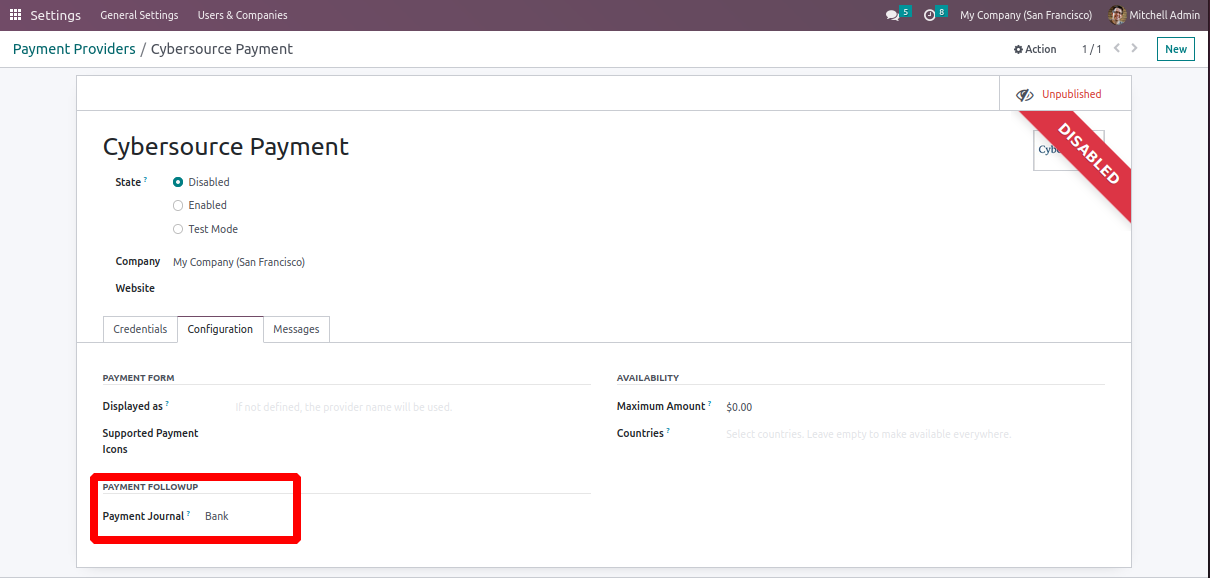 Settings General Settings Users & Companies 5 8 My Company (San Francisco) Mitchell Admin
Payment Providers / Cybersource Payment Action 1 / 1 New
Unpublished
DISABLED
Cybersource Payment
State ? Disabled
Enabled
Test Mode
Company My Company (San Francisco)
Website
Credentials Configuration Messages
PAYMENT FORM
Displayed as ? If not defined, the provider name will be used.
Supported Payment
Icons
PAYMENT FOLLOWUP
Payment Journal ? Bank
AVAILABILITY
Maximum Amount ? $0.00
Countries ? Select countries. Leave empty to make available everywhere.